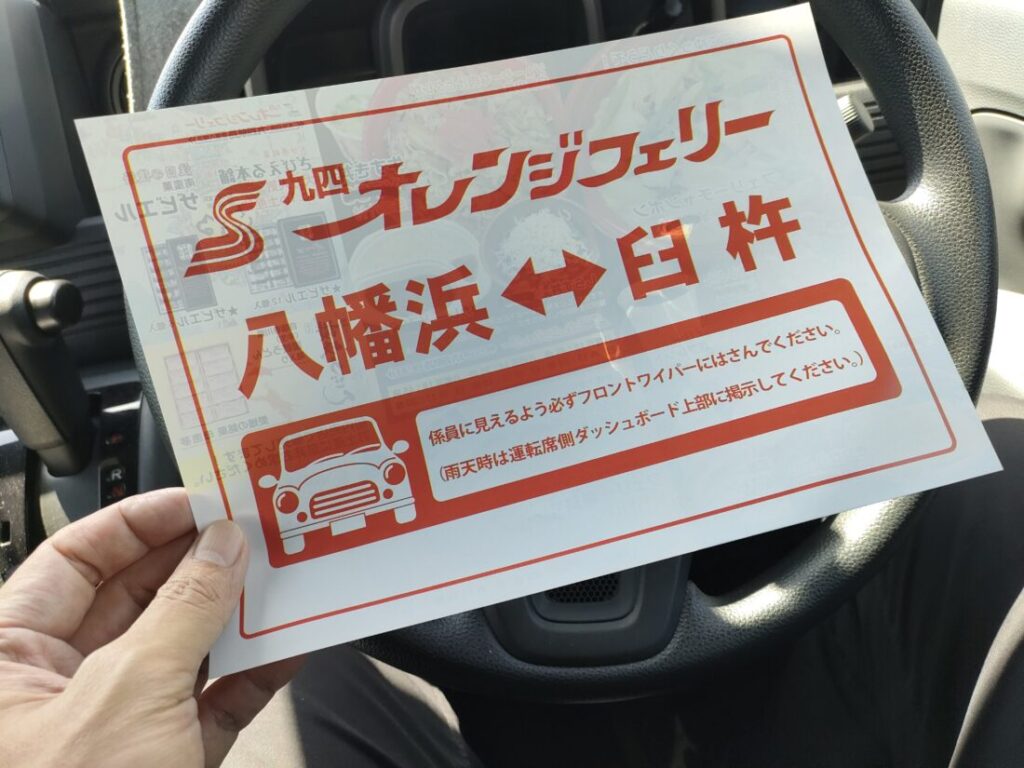 九四オレンジフェリー
八幡浜↔臼杵
係員に見えるよう必ずフロントワイパーにはさんでください。
（雨天時は運転席側ダッシュボード上部に掲示してください。）
R
N